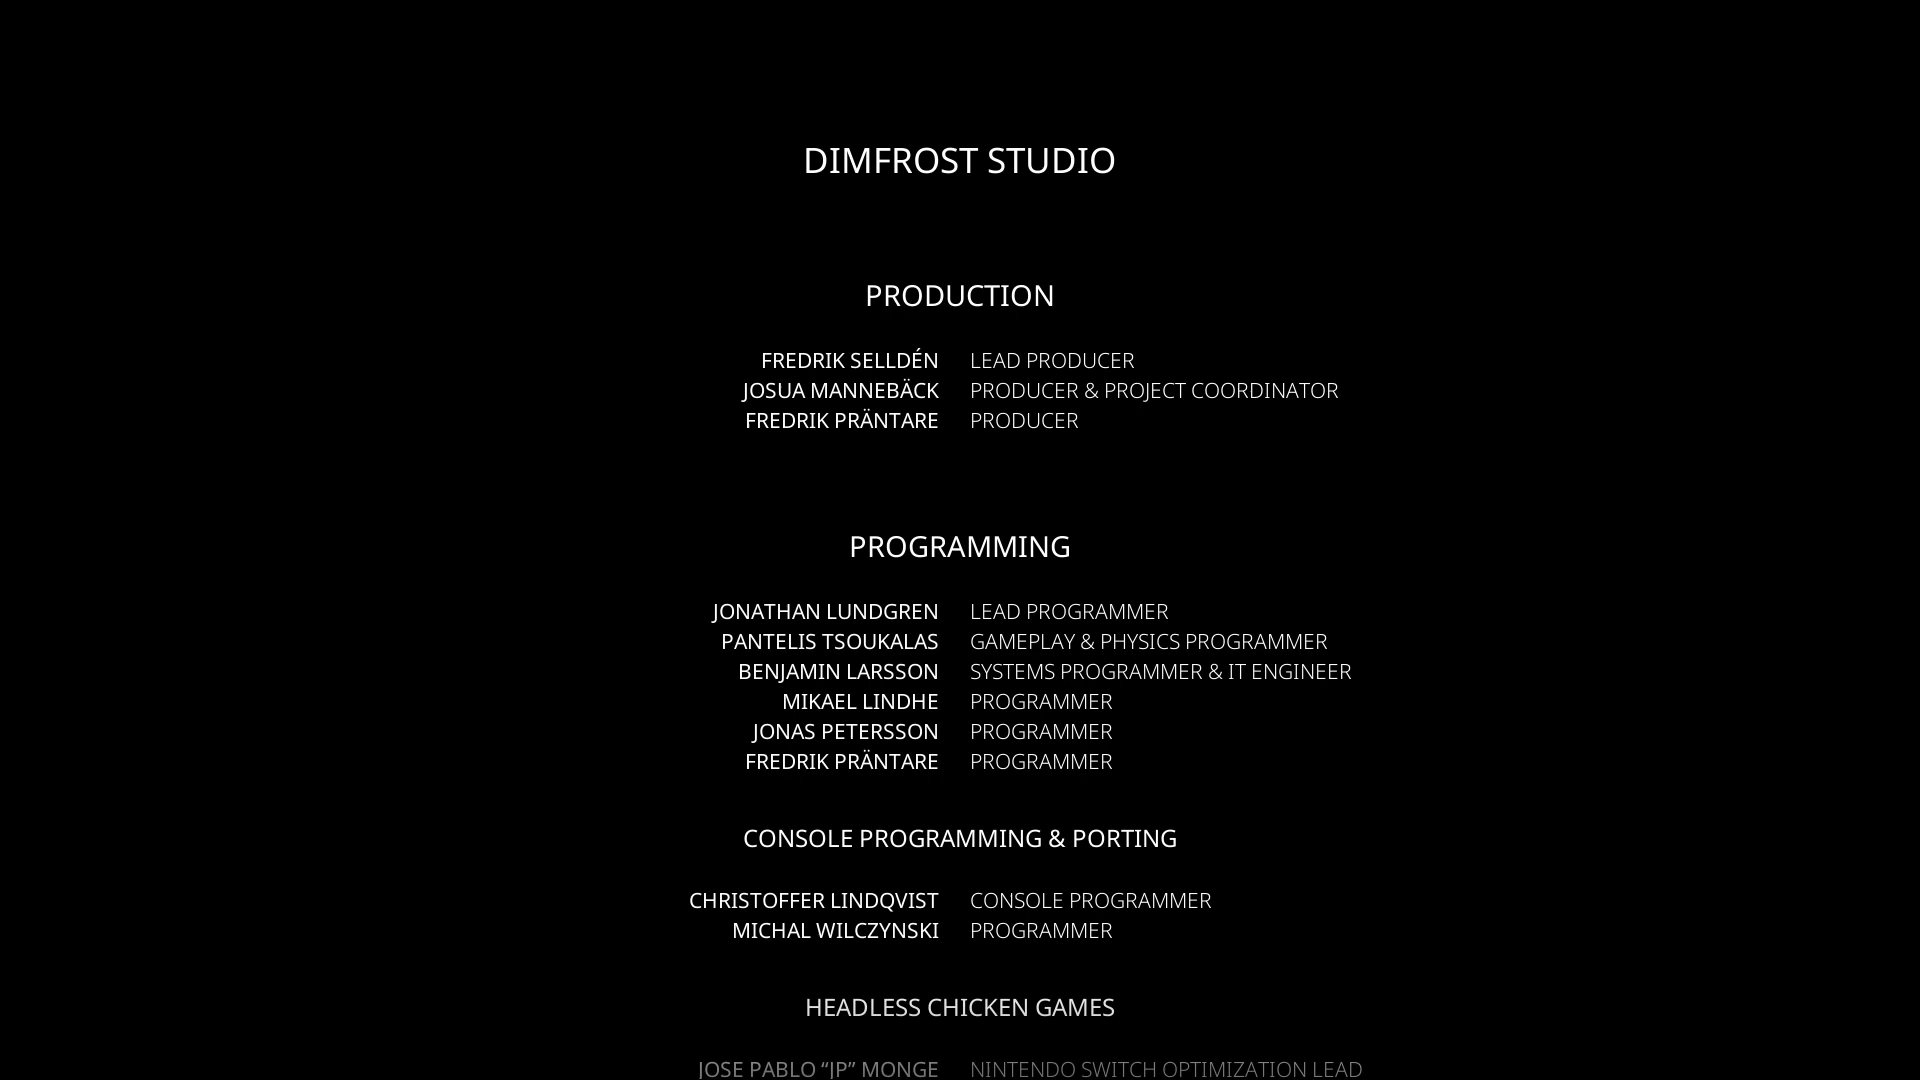 DIMFROST STUDIO
PRODUCTION
FREDRIK SELLDÉN LEAD PRODUCER
JOSUA MANNEBÄCK PRODUCER & PROJECT COORDINATOR
FREDRIK PRÄNTARE PRODUCER
PROGRAMMING
JONATHAN LUNDGREN LEAD PROGRAMMER
PANTELIS TSOUKALAS GAMEPLAY & PHYSICS PROGRAMMER
BENJAMIN LARSSON SYSTEMS PROGRAMMER & IT ENGINEER
MIKAEL LINDHE PROGRAMMER
JONAS PETERSSON PROGRAMMER
FREDRIK PRÄNTARE PROGRAMMER
CONSOLE PROGRAMMING & PORTING
CHRISTOFFER LINDQVIST CONSOLE PROGRAMMER
MICHAL WILCZYNSKI PROGRAMMER
HEADLESS CHICKEN GAMES
JOSE PABLO “JP” MONGE NINTENDO SWITCH OPTIMIZATION LEAD